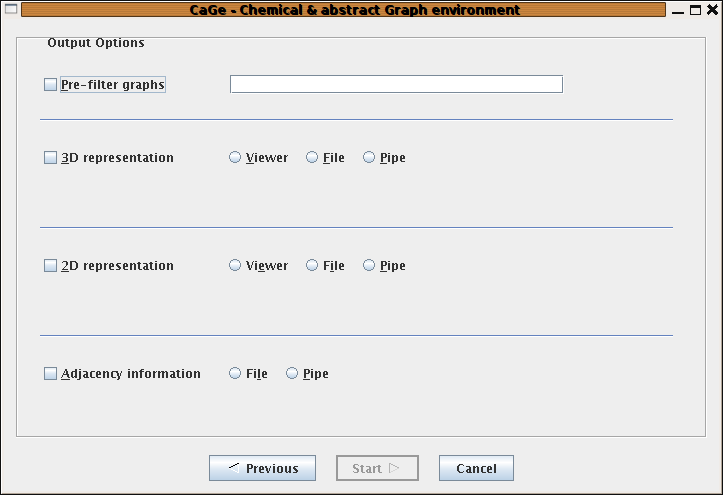 CaGe - Chemical & abstract Graph environment
Output Options
Pre-filter graphs
3D representation Viewer File Pipe
2D representation Viewer File Pipe
Adjacency information File Pipe
Previous Start Cancel